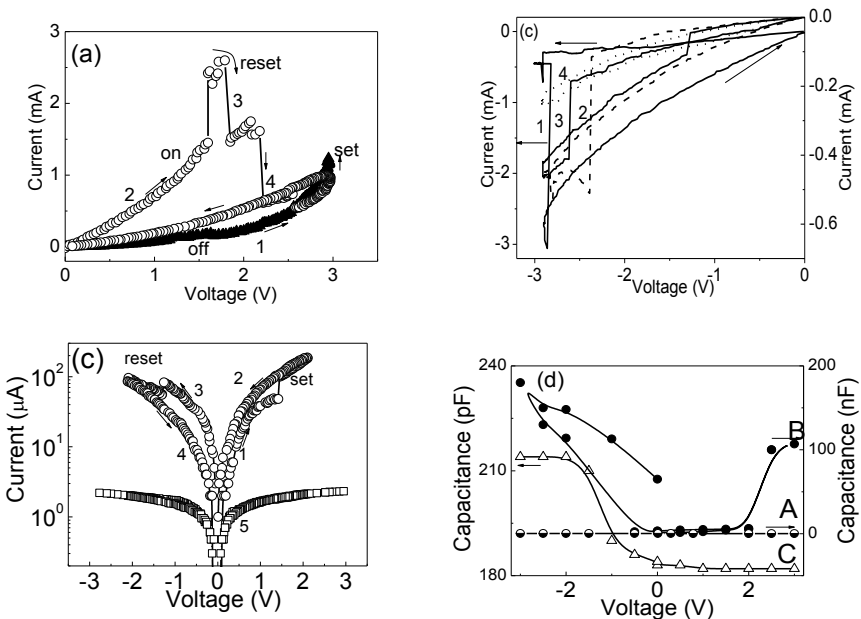 (a)
reset
3
on
2
4
set
off
1
3
2
1
0
Current (mA)
0
1
2
3
Voltage (V)
(c)
4
1
3
2
0
-1
-2
-3
Current (mA)
0.0
-0.2
-0.4
-0.6
Current (mA)
-3
-2
-1
0
Voltage (V)
(c)
reset
3
2
set
4
1
5
10²
10¹
10⁰
Current (μA)
-3
-2
-1
0
1
2
3
Voltage (V)
(d)
B
A
C
240
210
180
Capacitance (pF)
200
100
0
Capacitance (nF)
-2
0
2
Voltage (V)